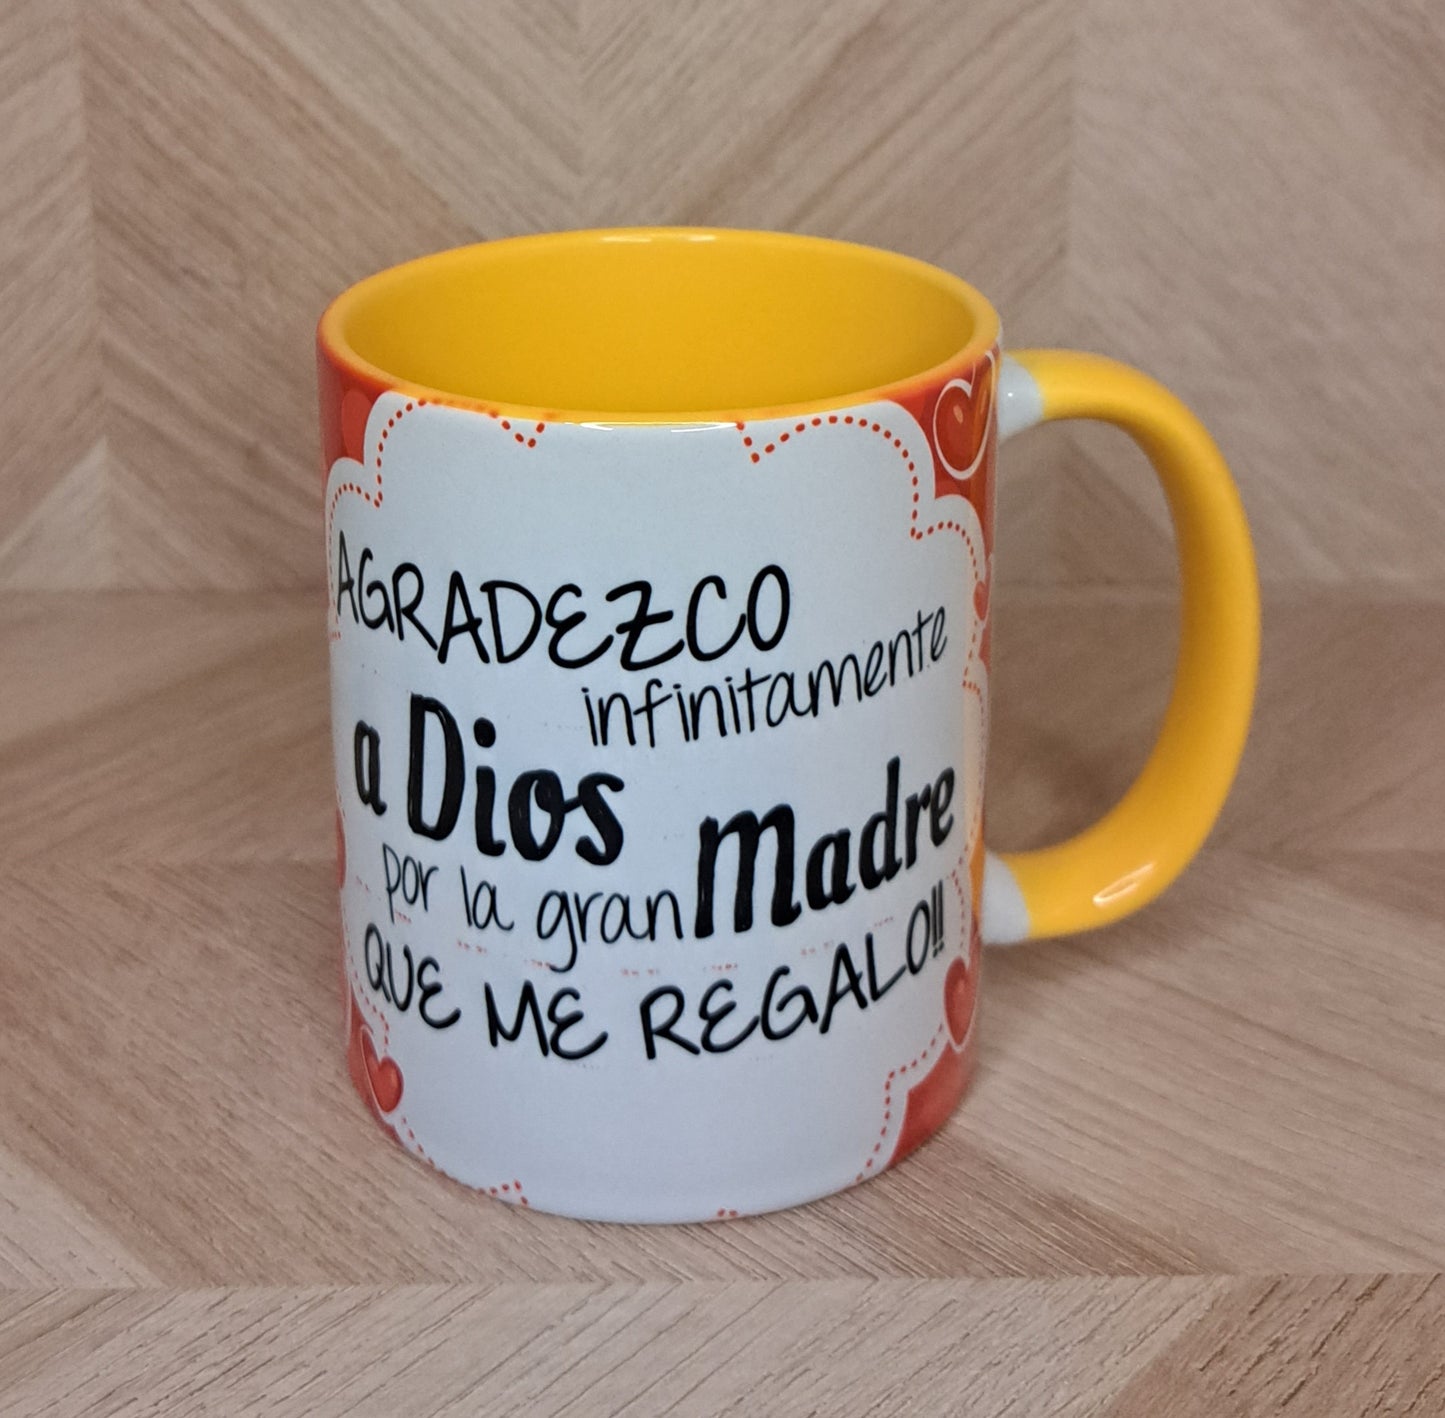 AGRADEZCO
infinitamente
a Dios
por la gran Madre
QUE ME REGALO!!